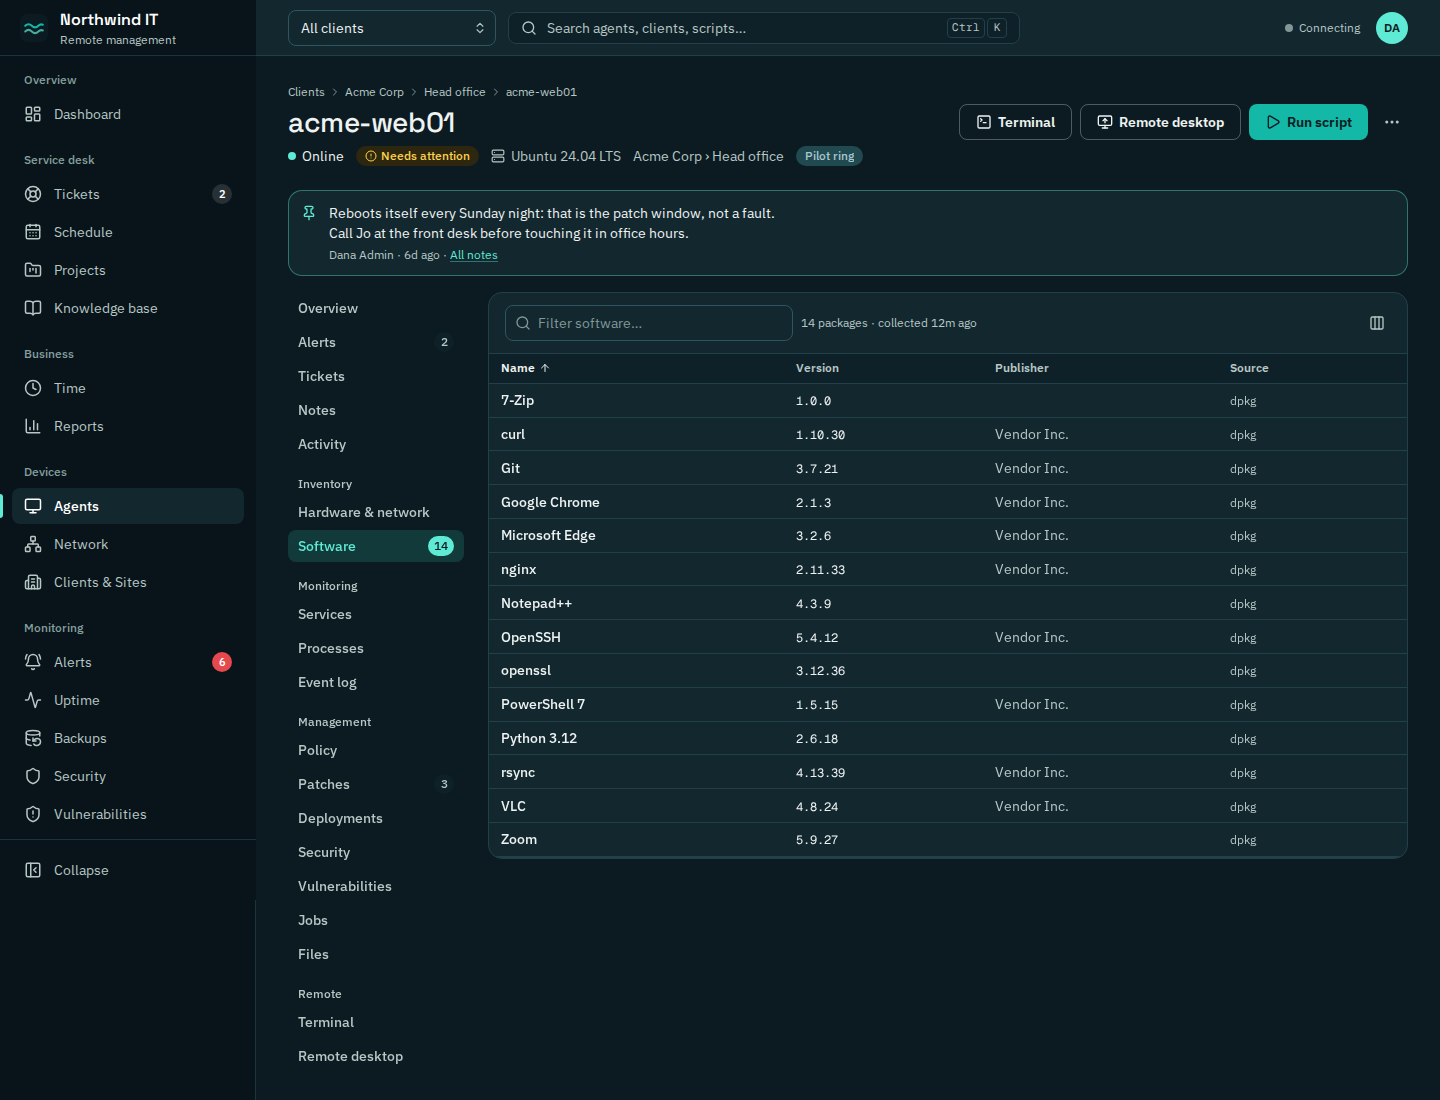 Northwind IT
Remote management
All clients
Search agents, clients, scripts...
Ctrl K
Connecting
DA
Overview
Dashboard
Service desk
Tickets 2
Schedule
Projects
Knowledge base
Business
Time
Reports
Devices
Agents
Network
Clients & Sites
Monitoring
Alerts 6
Uptime
Backups
Security
Vulnerabilities
Collapse
Clients > Acme Corp > Head office > acme-web01
acme-web01
Terminal
Remote desktop
Run script
Online Needs attention Ubuntu 24.04 LTS Acme Corp › Head office Pilot ring
Reboots itself every Sunday night: that is the patch window, not a fault.
Call Jo at the front desk before touching it in office hours.
Dana Admin · 6d ago · All notes
Overview
Alerts 2
Tickets
Notes
Activity
Inventory
Hardware & network
Software 14
Monitoring
Services
Processes
Event log
Management
Policy
Patches 3
Deployments
Security
Vulnerabilities
Jobs
Files
Remote
Terminal
Remote desktop
Filter software...
14 packages · collected 12m ago
Name ↑ Version Publisher Source
7-Zip 1.0.0 dpkg
curl 1.10.30 Vendor Inc. dpkg
Git 3.7.21 Vendor Inc. dpkg
Google Chrome 2.1.3 Vendor Inc. dpkg
Microsoft Edge 3.2.6 Vendor Inc. dpkg
nginx 2.11.33 Vendor Inc. dpkg
Notepad++ 4.3.9 dpkg
OpenSSH 5.4.12 Vendor Inc. dpkg
openssl 3.12.36 dpkg
PowerShell 7 1.5.15 Vendor Inc. dpkg
Python 3.12 2.6.18 dpkg
rsync 4.13.39 Vendor Inc. dpkg
VLC 4.8.24 Vendor Inc. dpkg
Zoom 5.9.27 dpkg